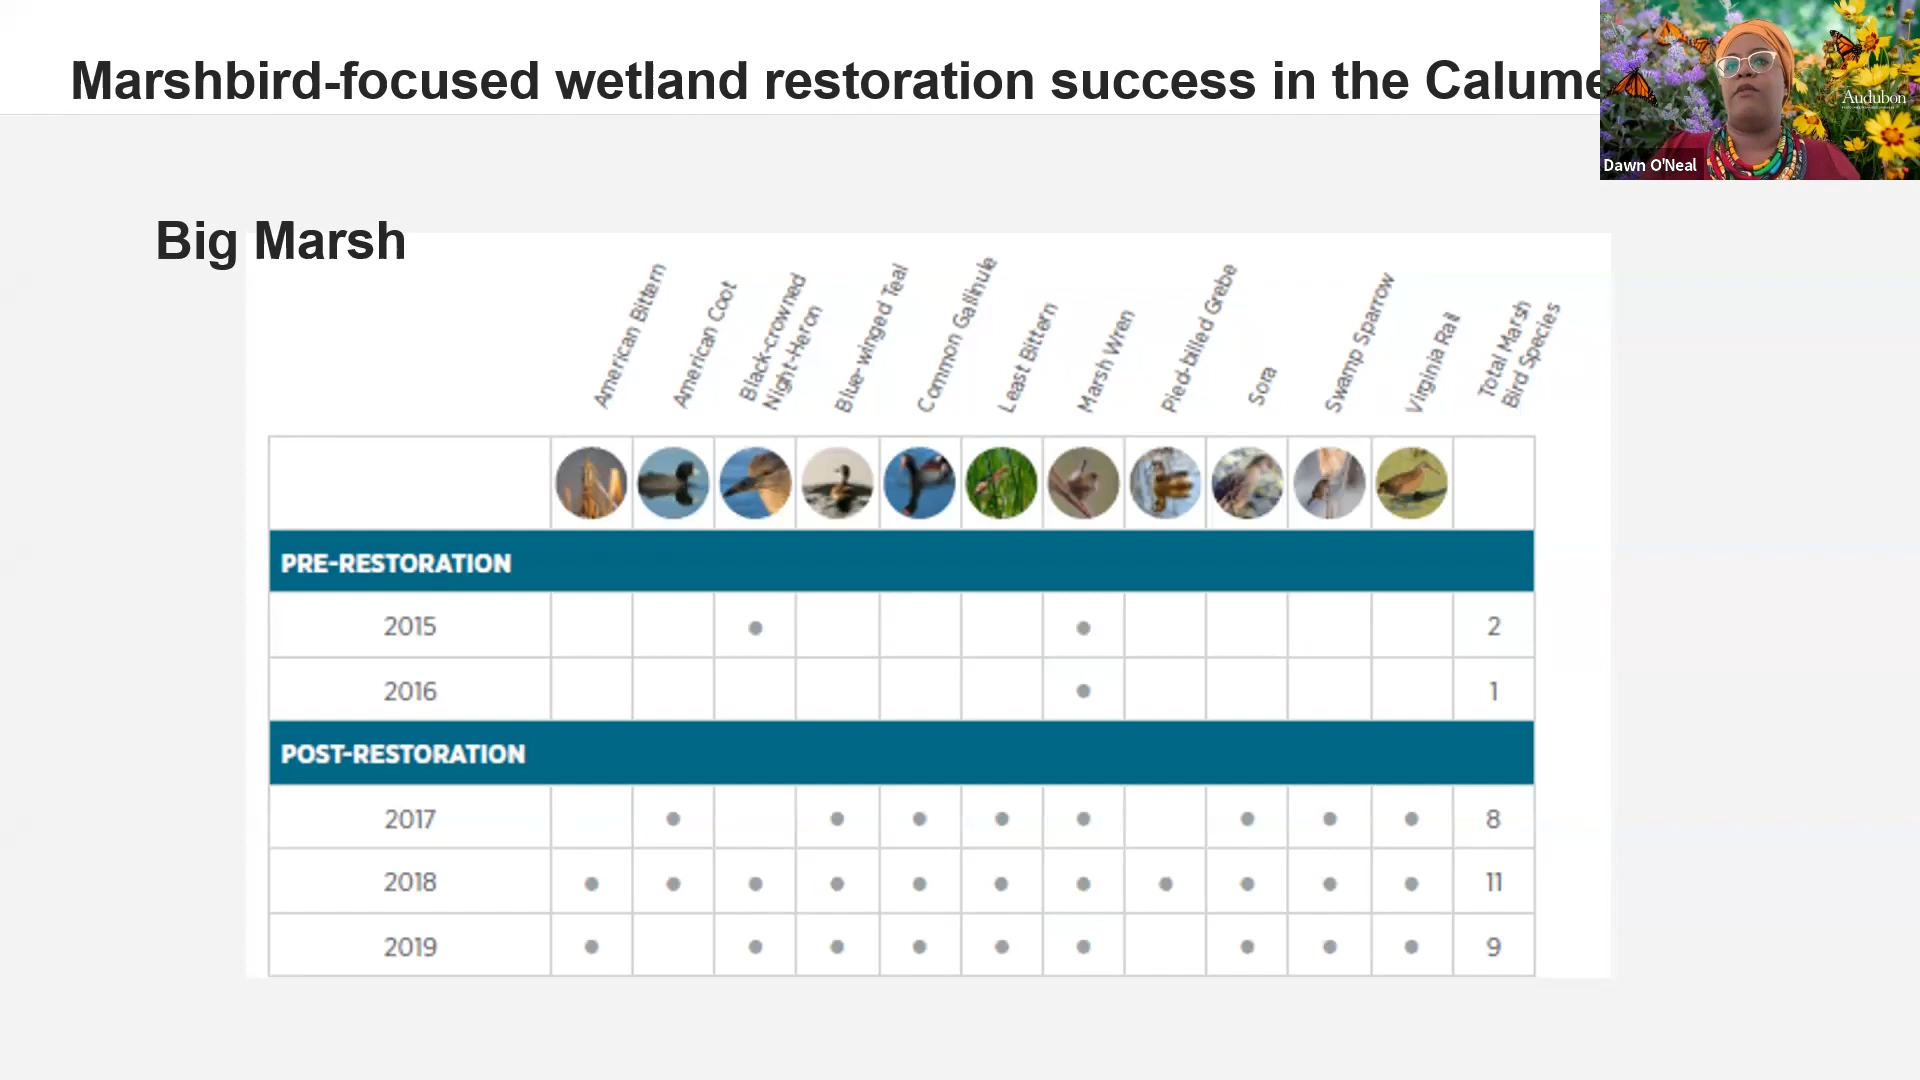 Marshbird-focused wetland restoration success in the Calume
Audubon
Dawn O'Neal
Big Marsh
American Bittern
American Coot
Black-crowned
Night-Heron
Blue-winged Teal
Common Gallinule
Least Bittern
Marsh Wren
Pied-billed Grebe
Sora
Swamp Sparrow
Virginia Rail
Total Marsh
Bird Species
PRE-RESTORATION
2015 2
2016 1
POST-RESTORATION
2017 8
2018 11
2019 9